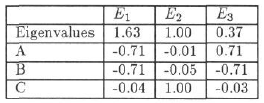 E1 E2 E3
Eigenvalues 1.63 1.00 0.37
A -0.71 -0.01 0.71
B -0.71 -0.05 -0.71
C -0.04 1.00 -0.03